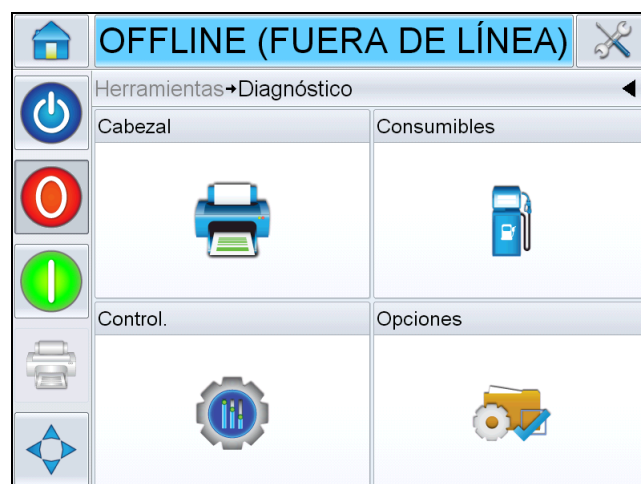 OFFLINE (FUERA DE LÍNEA)
Herramientas→Diagnóstico
Cabezal
Consumibles
Control.
Opciones